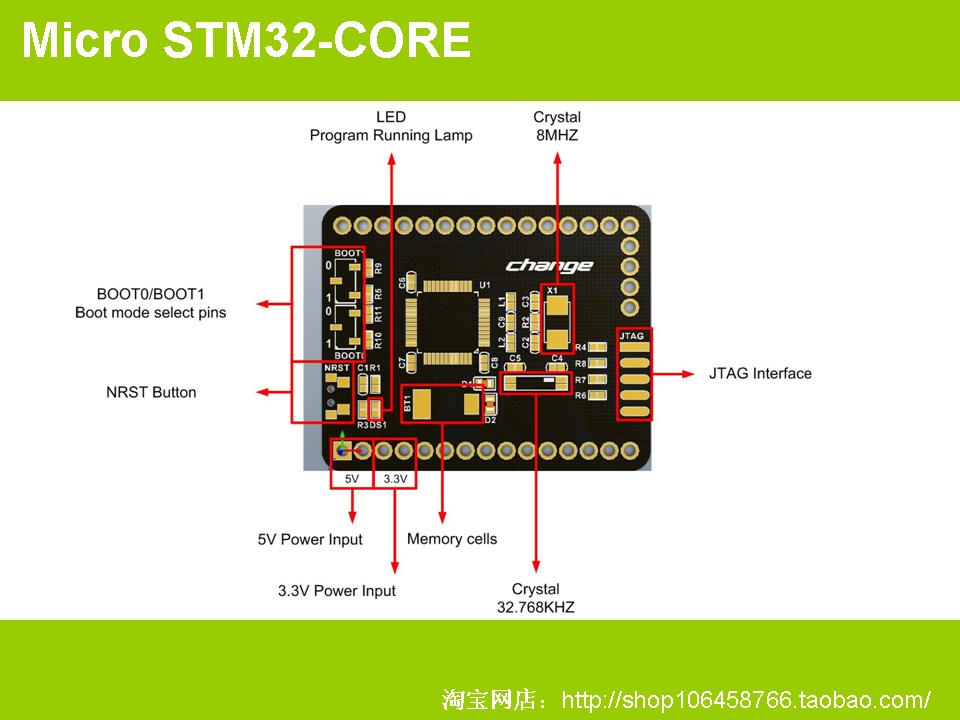 Micro STM32-CORE
LED
Program Running Lamp
Crystal
8MHZ
BOOT1
0
1
0
1
BOOT0
R9
R5
R11
R10
C6
U1
change
L1
C9
L2
C3
R2
C2
X1
BOOT0/BOOT1
Boot mode select pins
JTAG
R4
R8
R7
R6
JTAG Interface
NRST
C1
R1
C7
C8
C5
C4
D1
NRST Button
BT1
D2
R3
DS1
5V
3.3V
5V Power Input
Memory cells
3.3V Power Input
Crystal
32.768KHZ
淘宝网店：http://shop106458766.taobao.com/